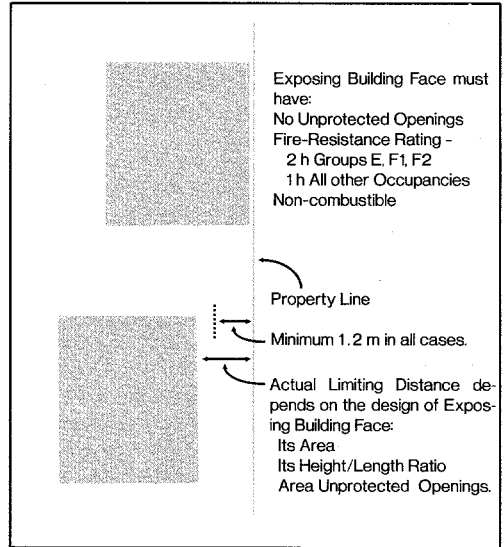 Exposing Building Face must
have:
No Unprotected Openings
Fire-Resistance Rating -
2 h Groups E, F1, F2
1 h All other Occupancies
Non-combustible
Property Line
Minimum 1.2 m in all cases.
Actual Limiting Distance de-
pends on the design of Expos-
ing Building Face:
Its Area
Its Height/Length Ratio
Area Unprotected Openings.